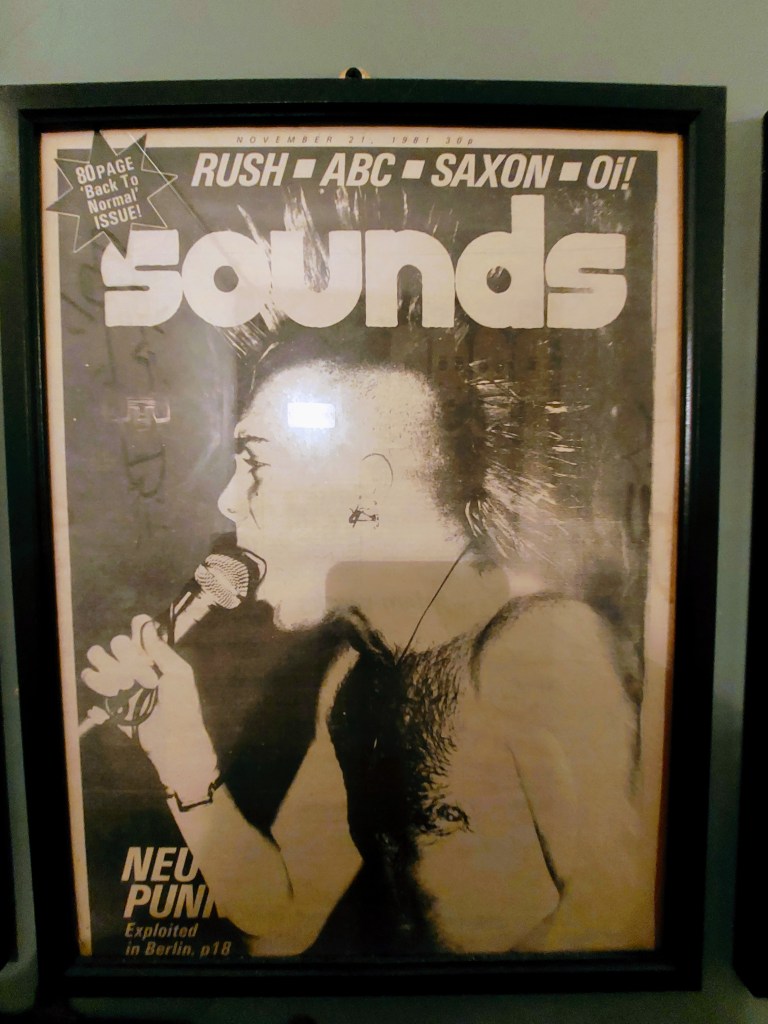 NOVEMBER 21, 1981 30p
RUSH ▪ ABC ▪ SAXON ▪ Oi!
80 PAGE
'Back To
Normal'
ISSUE!
sounds
NEU
PUNK
Exploited
in Berlin, p18